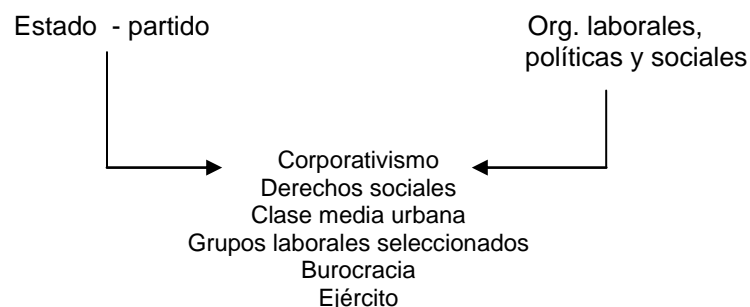 Estado - partido
Org. laborales,
políticas y sociales
Corporativismo
Derechos sociales
Clase media urbana
Grupos laborales seleccionados
Burocracia
Ejército